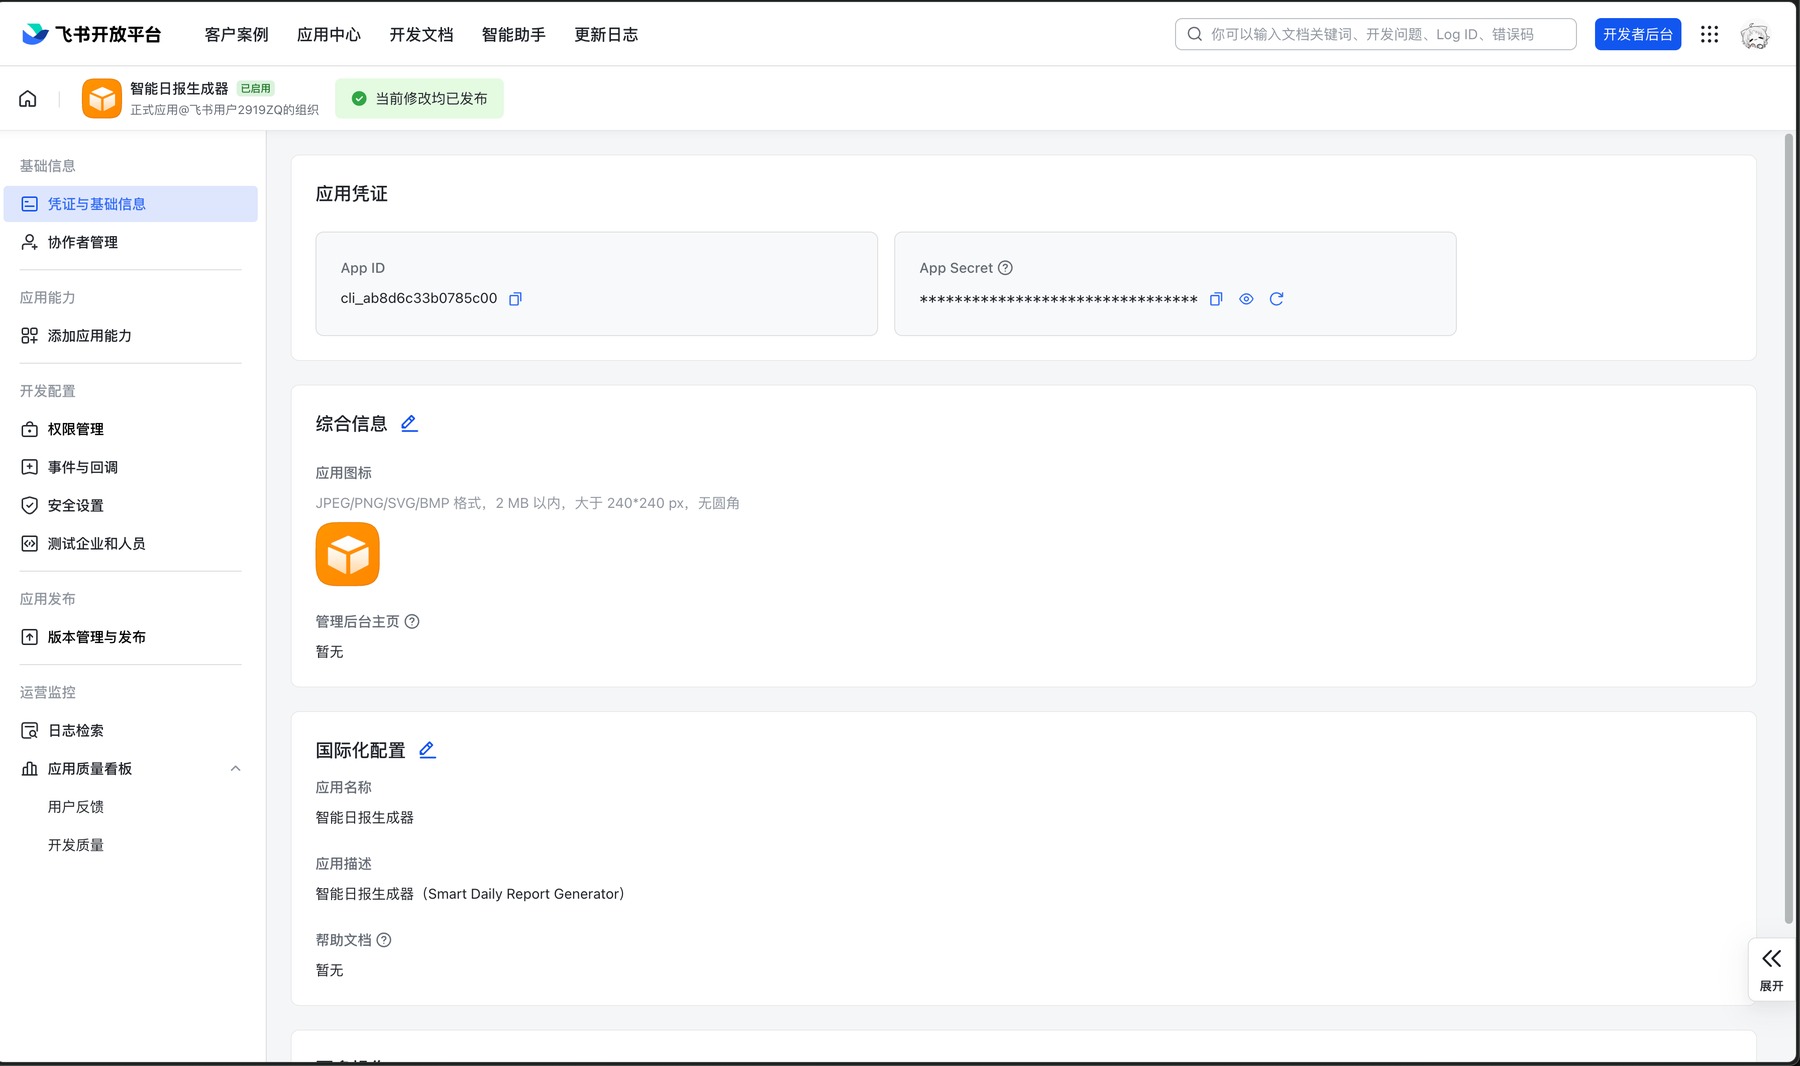 飞书开放平台
客户案例
应用中心
开发文档
智能助手
更新日志
你可以输入文档关键词、开发问题、Log ID、错误码
开发者后台
智能日报生成器
已启用
正式应用@飞书用户2919ZQ的组织
当前修改均已发布
基础信息
凭证与基础信息
协作者管理
应用能力
添加应用能力
开发配置
权限管理
事件与回调
安全设置
测试企业和人员
应用发布
版本管理与发布
运营监控
日志检索
应用质量看板
用户反馈
开发质量
应用凭证
App ID
cli_ab8d6c33b0785c00
App Secret
********************************
综合信息
应用图标
JPEG/PNG/SVG/BMP 格式，2 MB 以内，大于 240*240 px，无圆角
管理后台主页
暂无
国际化配置
应用名称
智能日报生成器
应用描述
智能日报生成器（Smart Daily Report Generator）
帮助文档
暂无
展开